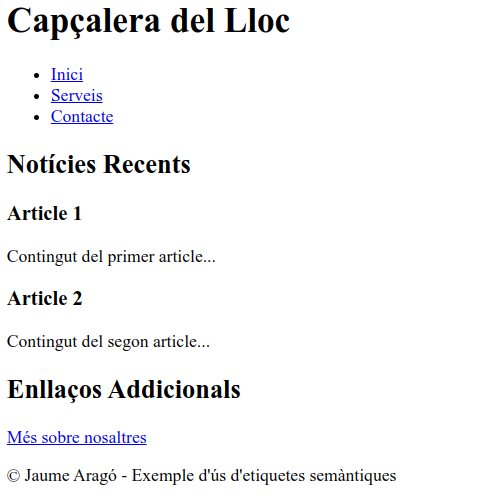 Capçalera del Lloc
Inici
Serveis
Contacte
Notícies Recents
Article 1
Contingut del primer article...
Article 2
Contingut del segon article...
Enllaços Addicionals
Més sobre nosaltres
© Jaume Aragó - Exemple d'ús d'etiquetes semàntiques